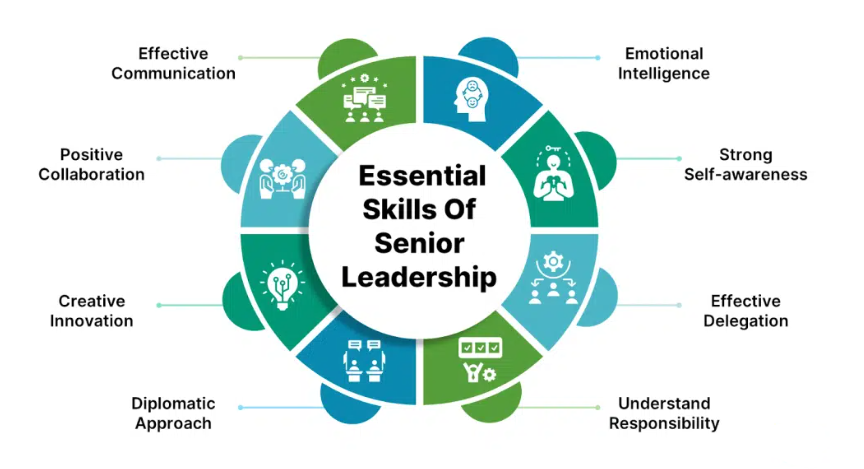 Effective
Communication
Emotional
Intelligence
Positive
Collaboration
Strong
Self-awareness
Essential
Skills Of
Senior
Leadership
Creative
Innovation
Effective
Delegation
Diplomatic
Approach
Understand
Responsibility